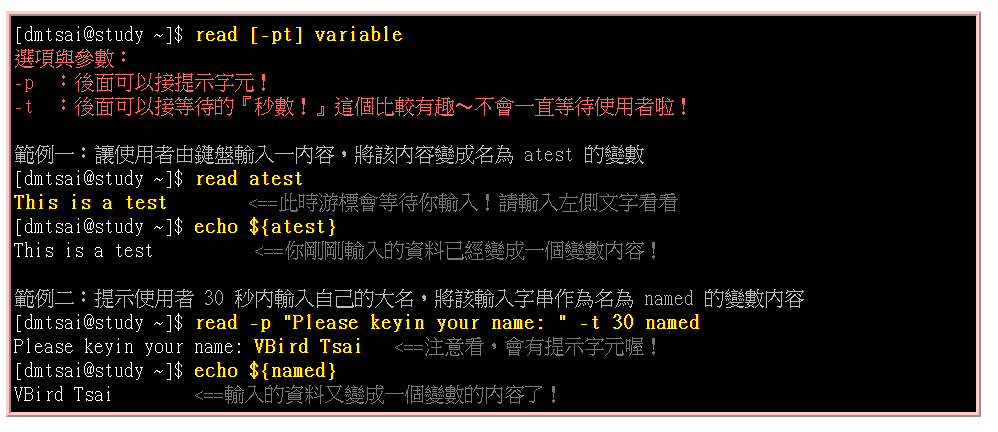 [dmtsai@study ~]$ read [-pt] variable
選項與參數：
-p  ：後面可以接提示字元！
-t  ：後面可以接等待的『秒數！』這個比較有趣～不會一直等待使用者啦！

範例一：讓使用者由鍵盤輸入一內容，將該內容變成名為 atest 的變數
[dmtsai@study ~]$ read atest
This is a test        <==此時游標會等待你輸入！請輸入左側文字看看
[dmtsai@study ~]$ echo ${atest}
This is a test          <==你剛剛輸入的資料已經變成一個變數內容！

範例二：提示使用者 30 秒內輸入自己的大名，將該輸入字串作為名為 named 的變數內容
[dmtsai@study ~]$ read -p "Please keyin your name: " -t 30 named
Please keyin your name: VBird Tsai   <==注意看，會有提示字元喔！
[dmtsai@study ~]$ echo ${named}
VBird Tsai        <==輸入的資料又變成一個變數的內容了！